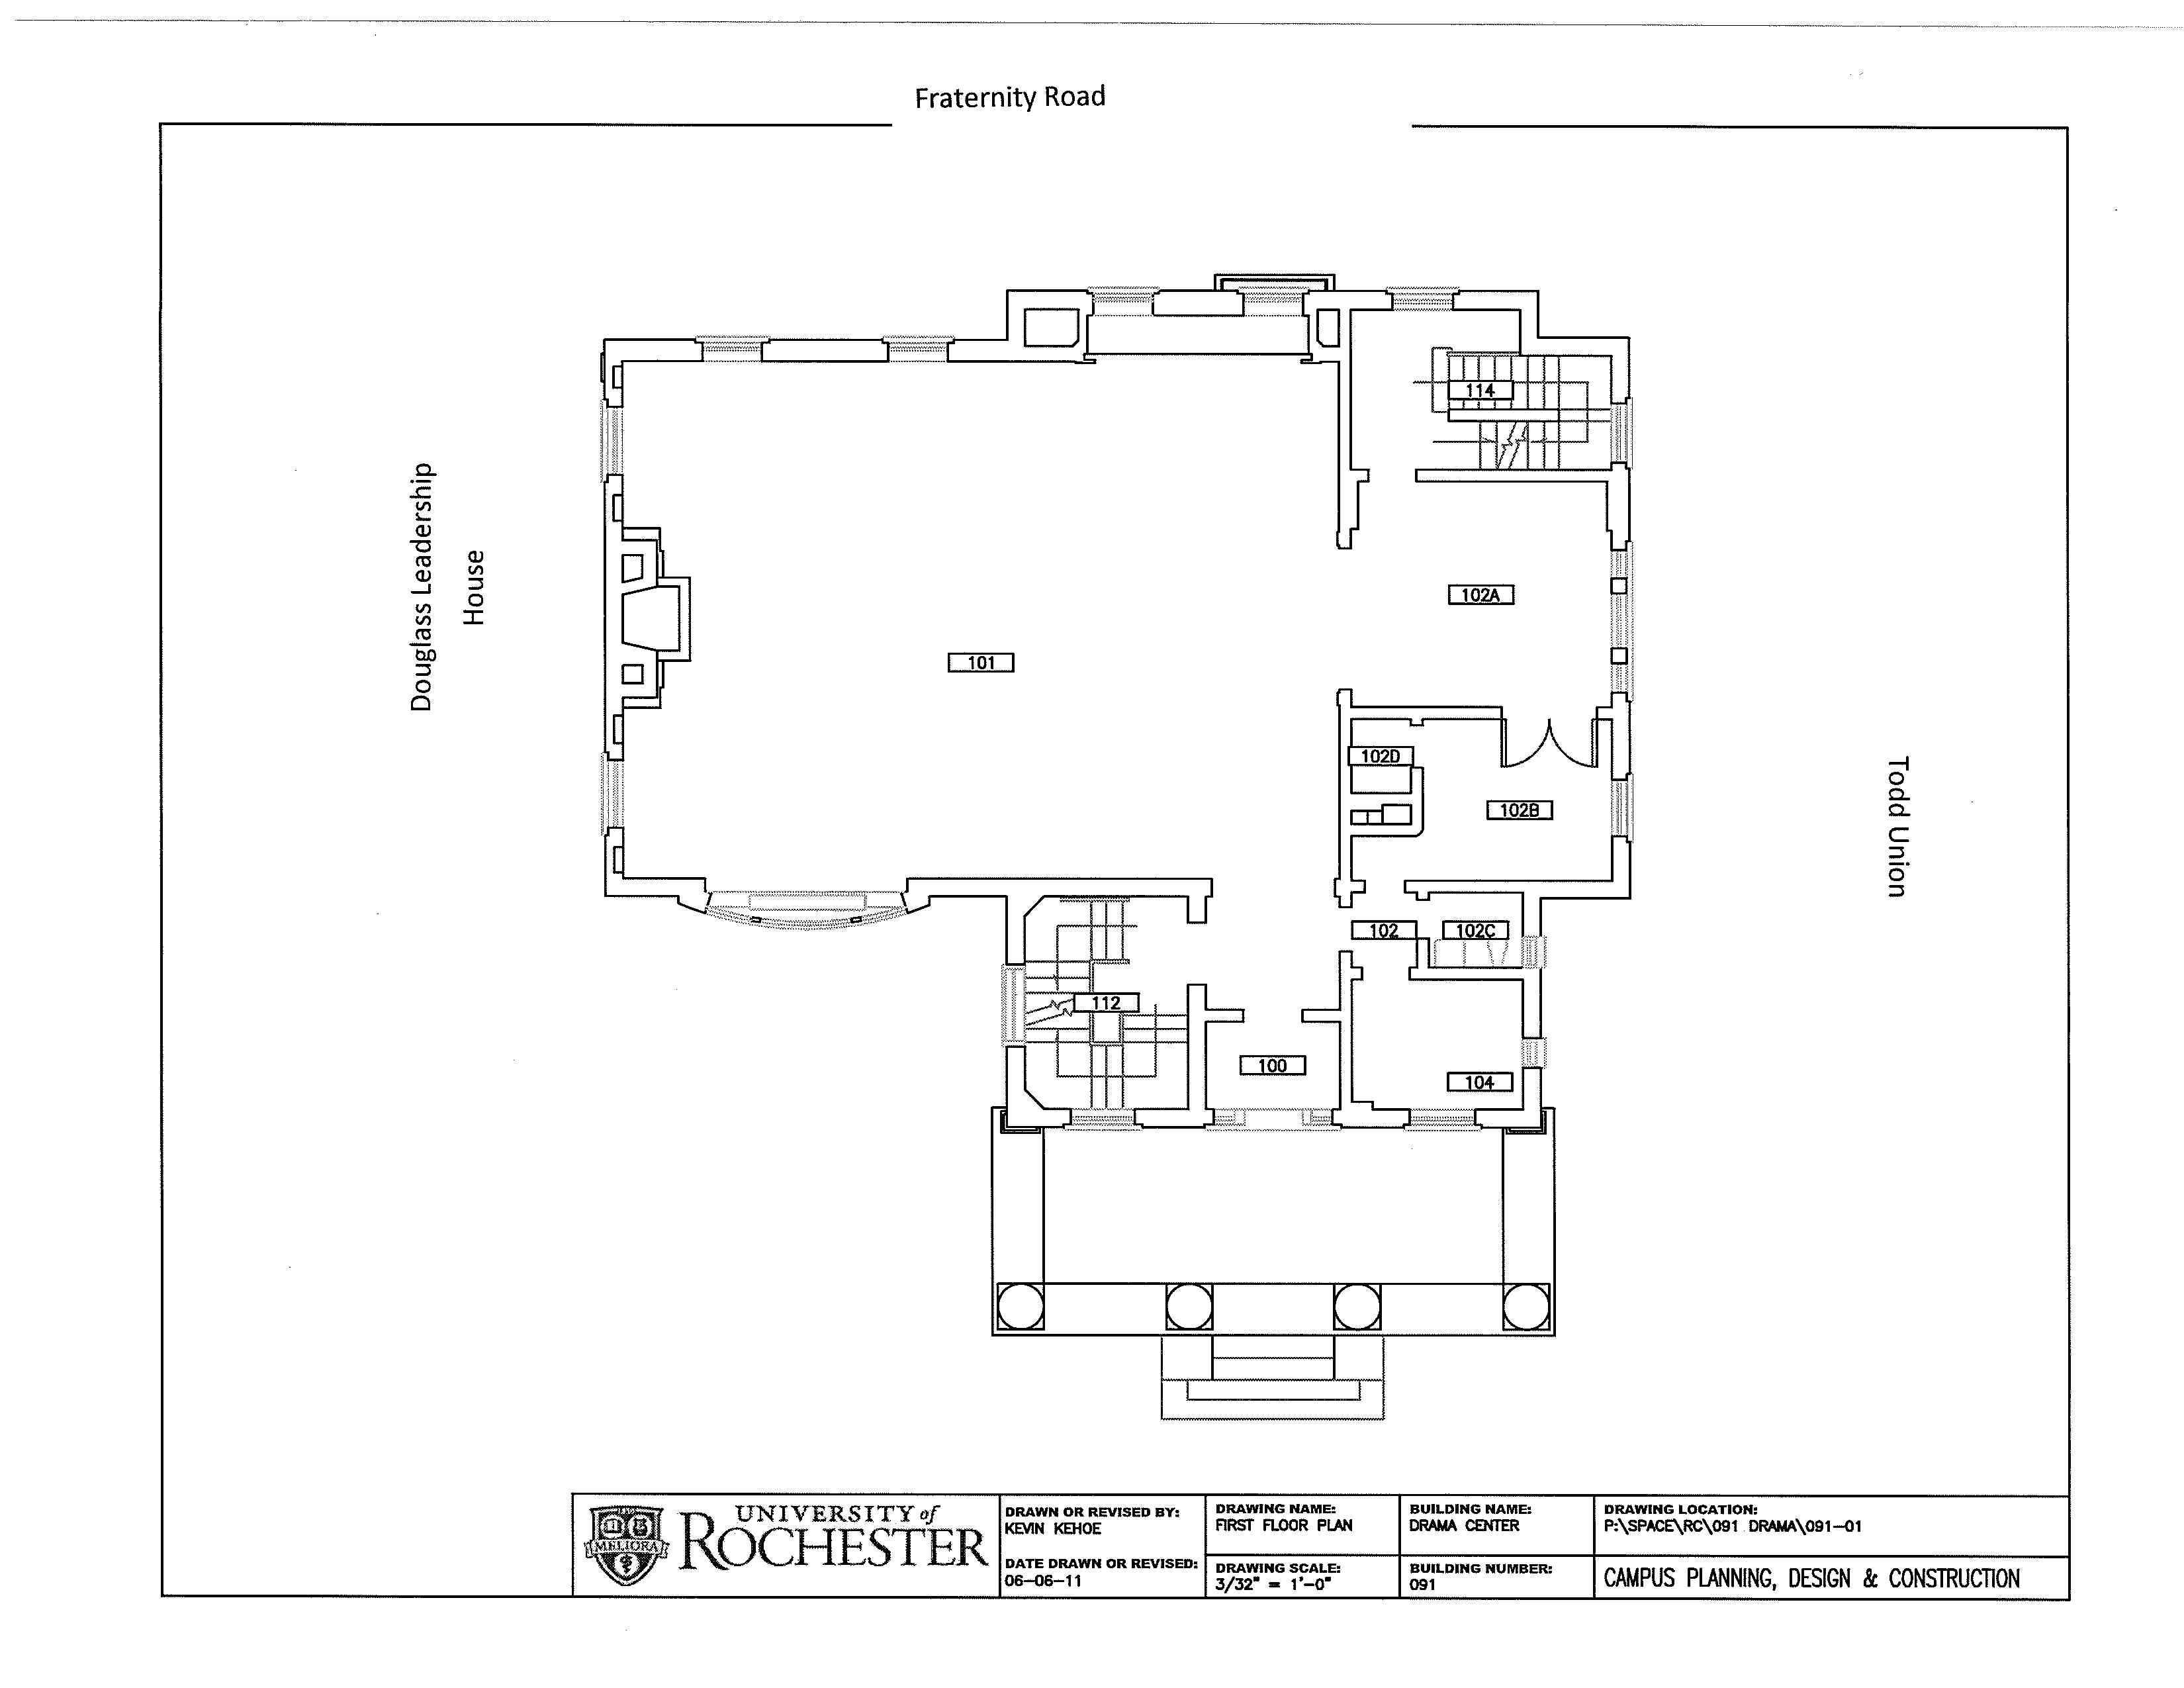 Fraternity Road
Douglass Leadership
House
Todd Union
114
102A
101
102D
102B
102
102C
112
100
104
MELIORA
UNIVERSITY of
ROCHESTER
DRAWN OR REVISED BY:
KEVIN KEHOE
DATE DRAWN OR REVISED:
06-06-11
DRAWING NAME:
FIRST FLOOR PLAN
DRAWING SCALE:
3/32" = 1'-0"
BUILDING NAME:
DRAMA CENTER
BUILDING NUMBER:
091
DRAWING LOCATION:
P:\SPACE\RC\091 DRAMA\091-01
CAMPUS PLANNING, DESIGN & CONSTRUCTION